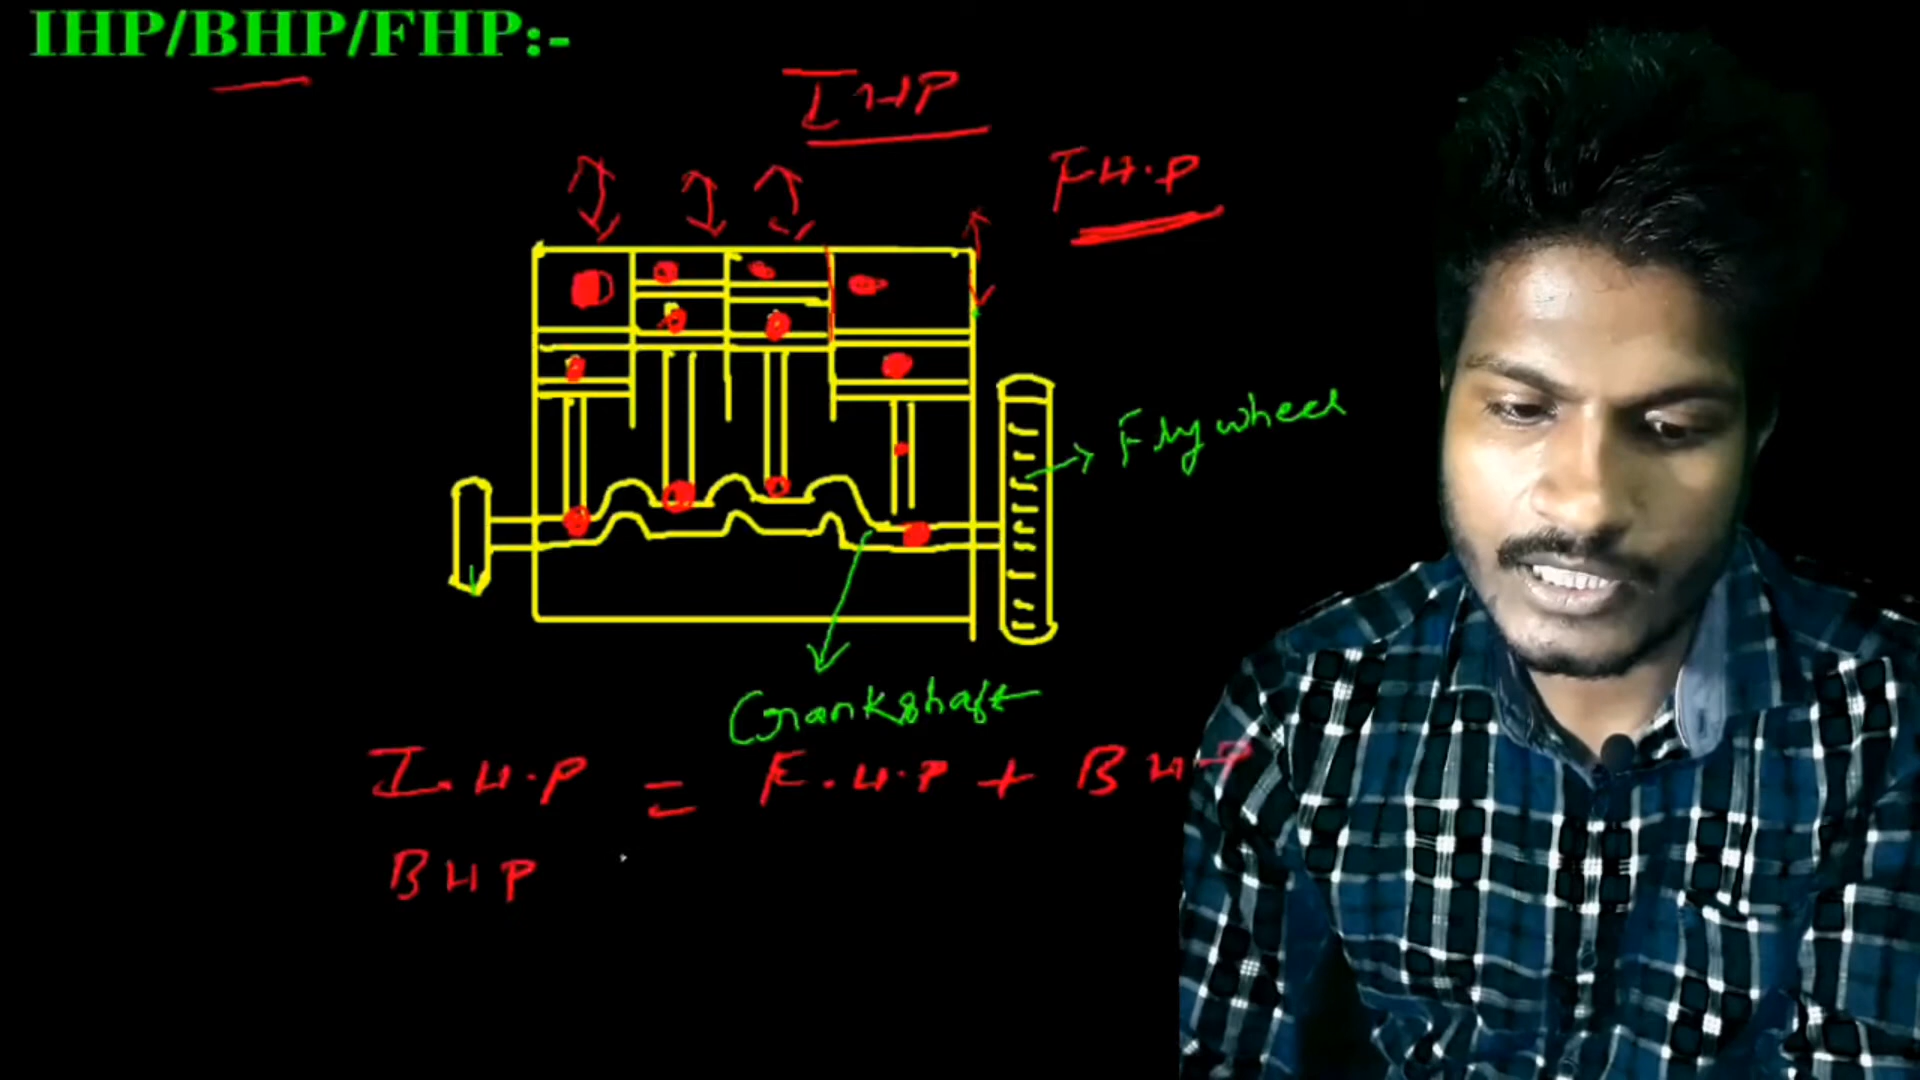 IHP/BHP/FHP:-
IHP
F.H.P
Flywheel
Crankshaft
I.H.P = F.H.P + BHP
BHP